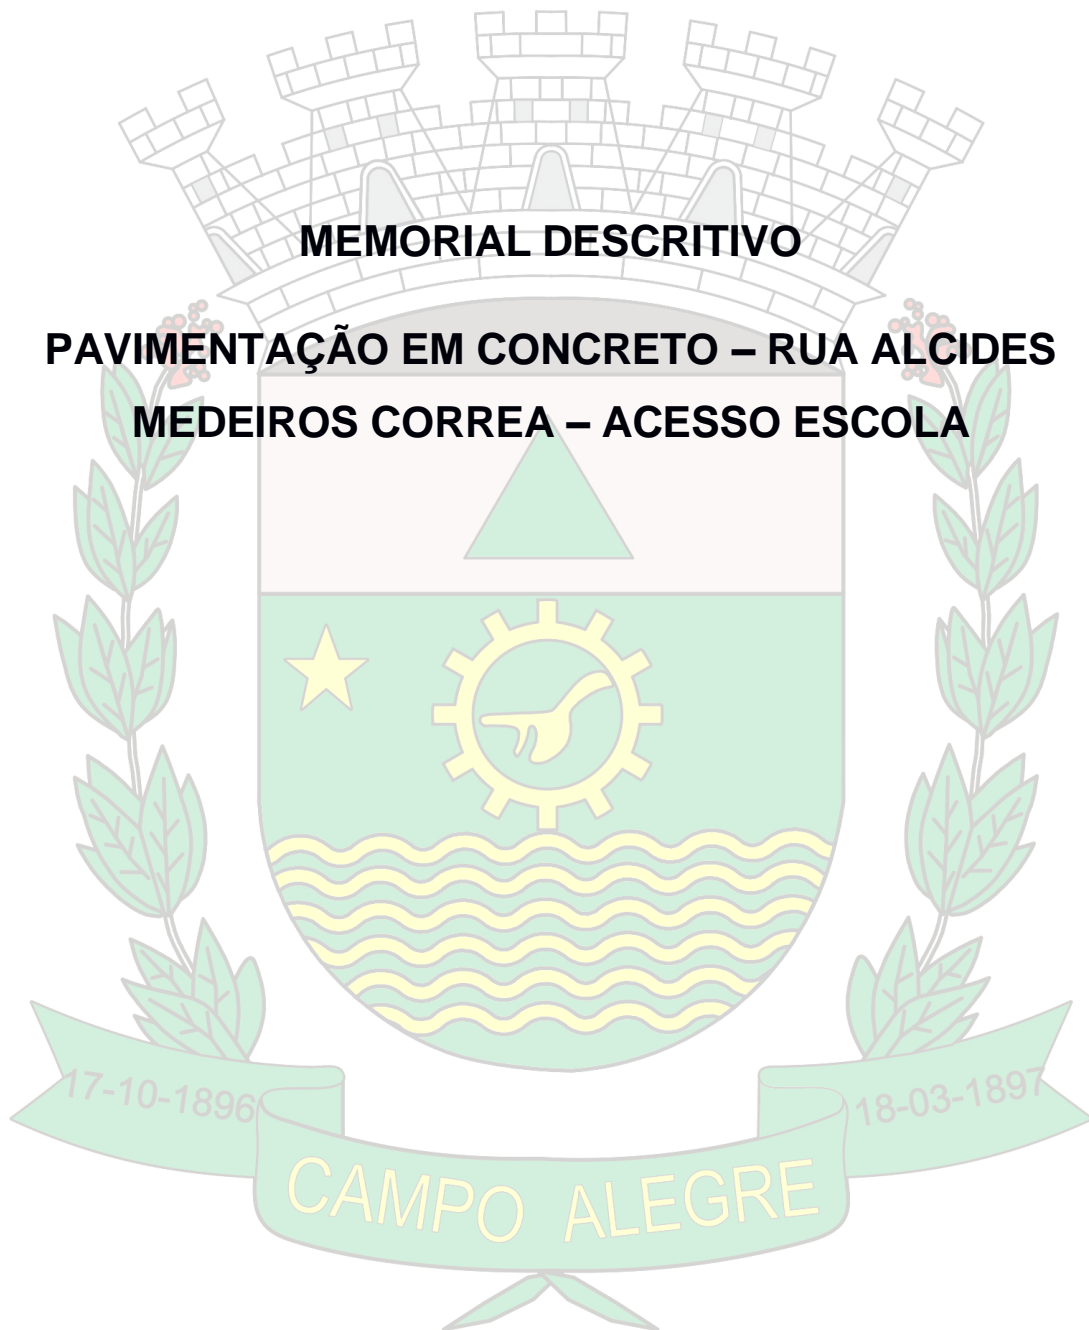 MEMORIAL DESCRITIVO
PAVIMENTAÇÃO EM CONCRETO – RUA ALCIDES
MEDEIROS CORREA – ACESSO ESCOLA
17-10-1896
18-03-1897
CAMPO ALEGRE